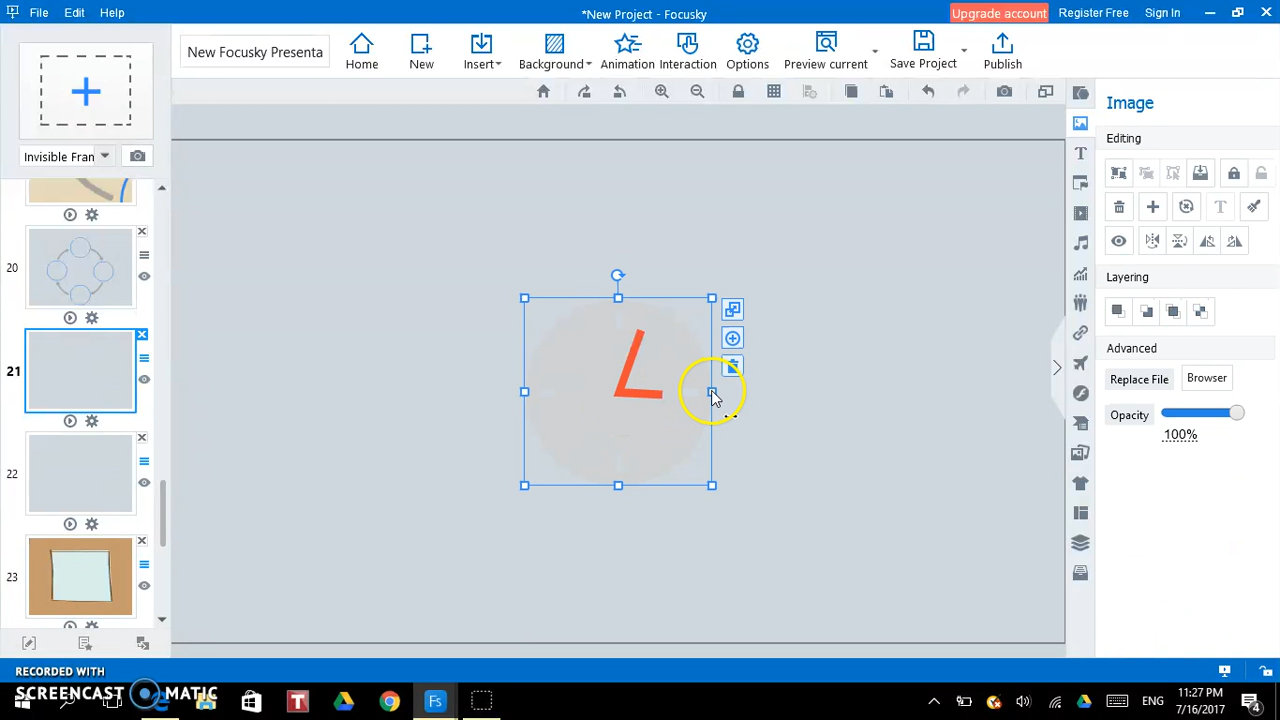 File Edit Help
*New Project - Focusky
Upgrade account Register Free Sign In
New Focusky Presenta
Home New Insert Background Animation Interaction Options Preview current Save Project Publish
Invisible Fran
Image
Editing
20
21
22
23
Layering
Advanced
Replace File Browser
Opacity
100%
RECORDED WITH
SCREENCAST MATIC
T
Fs
ENG
11:27 PM
7/16/2017
4